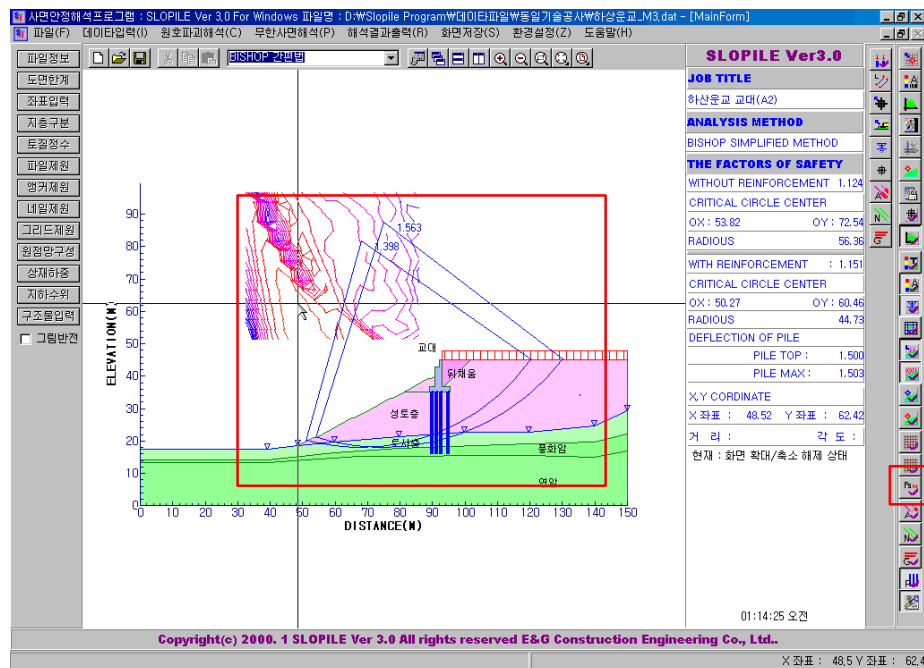 사면안정해석프로그램 : SLOPILE Ver 3.0 For Windows 파일명 : D:₩Slopile Program₩데이타파일₩동일기술공사₩하상운교_M3.dat - [MainForm]
파일(F) 데이타입력(I) 원호파괴해석(C) 무한사면해석(P) 해석결과출력(R) 화면저장(S) 환경설정(Z) 도움말(H)
BISHOP 간편법
파일정보
도면한계
좌표입력
지층구분
토질정수
파일제원
앵커제원
네일제원
그리드제원
원점망구성
상재하중
지하수위
구조물입력
그림반전
ELEVATION(M)
90
80
70
60
50
40
30
20
10
0
1.563
1.398
교대
뒤채움
성토층
토사층
풍화암
연암
0 10 20 30 40 50 60 70 80 90 100 110 120 130 140 150
DISTANCE(M)
SLOPILE Ver3.0
JOB TITLE
하산운교 교대(A2)
ANALYSIS METHOD
BISHOP SIMPLIFIED METHOD
THE FACTORS OF SAFETY
WITHOUT REINFORCEMENT 1.124
CRITICAL CIRCLE CENTER
OX : 53.82 OY : 72.54
RADIOUS 56.36
WITH REINFORCEMENT : 1.151
CRITICAL CIRCLE CENTER
OX : 50.27 OY : 60.46
RADIOUS 44.73
DEFLECTION OF PILE
PILE TOP : 1.500
PILE MAX : 1.503
X,Y CORDINATE
X 좌표 : 48.52 Y 좌표 : 62.42
거 리 : 각 도 :
현재 : 화면 확대/축소 해제 상태
01:14:25 오전
Copyright(c) 2000. 1 SLOPILE Ver 3.0 All rights reserved E&G Construction Engineering Co., Ltd..
X 좌표 : 48.5 Y 좌표 : 62.4